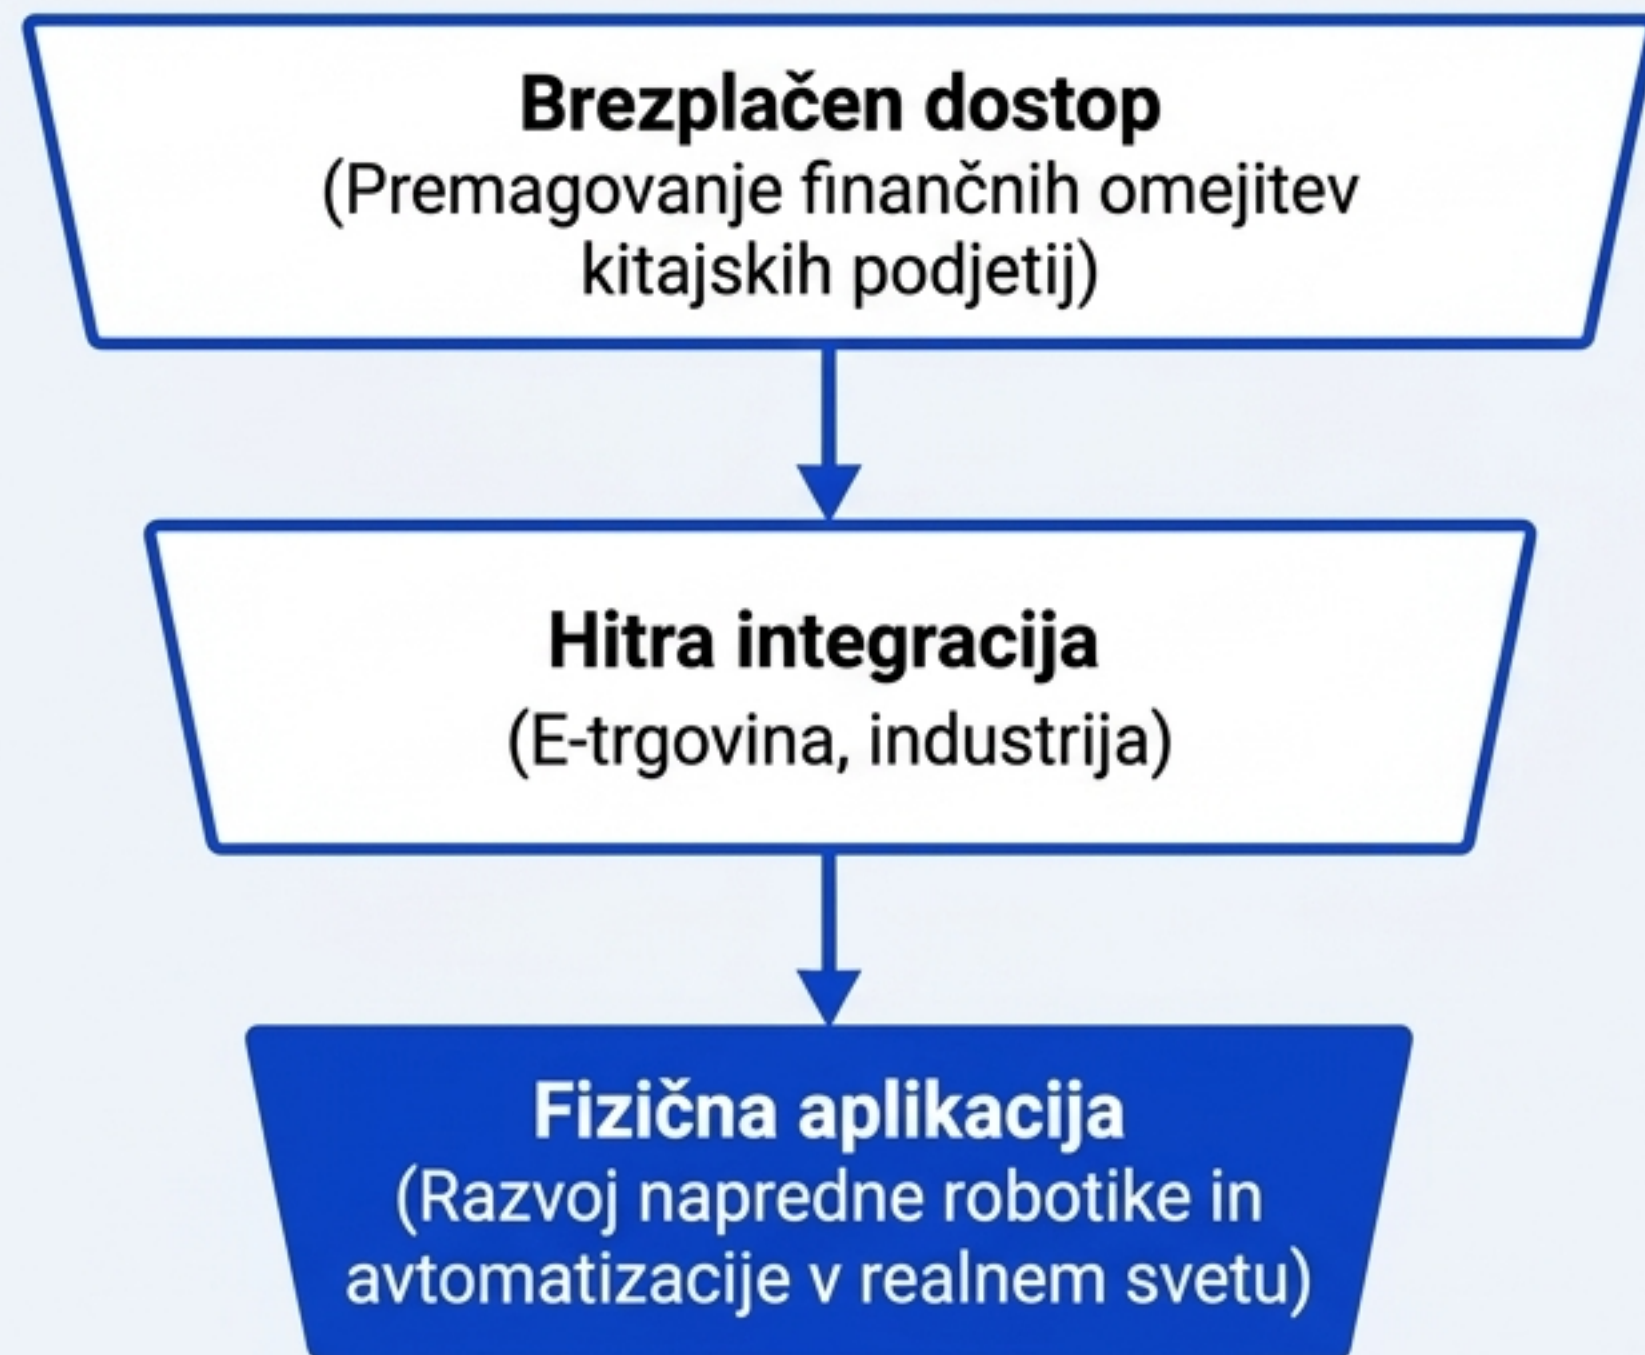 Brezplačen dostop
(Premagovanje finančnih omejitev
kitajskih podjetij)
Hitra integracija
(E-trgovina, industrija)
Fizična aplikacija
(Razvoj napredne robotike in
avtomatizacije v realnem svetu)